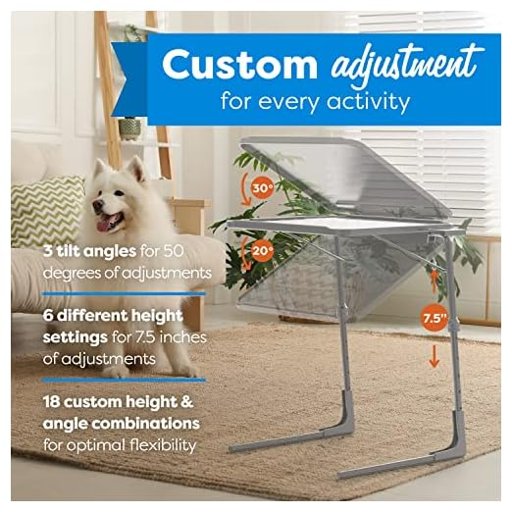 Custom adjustment
for every activity
30°
20°
3 tilt angles for 50
degrees of adjustments
7.5"
6 different height
settings for 7.5 inches
of adjustments
18 custom height &
angle combinations
for optimal flexibility